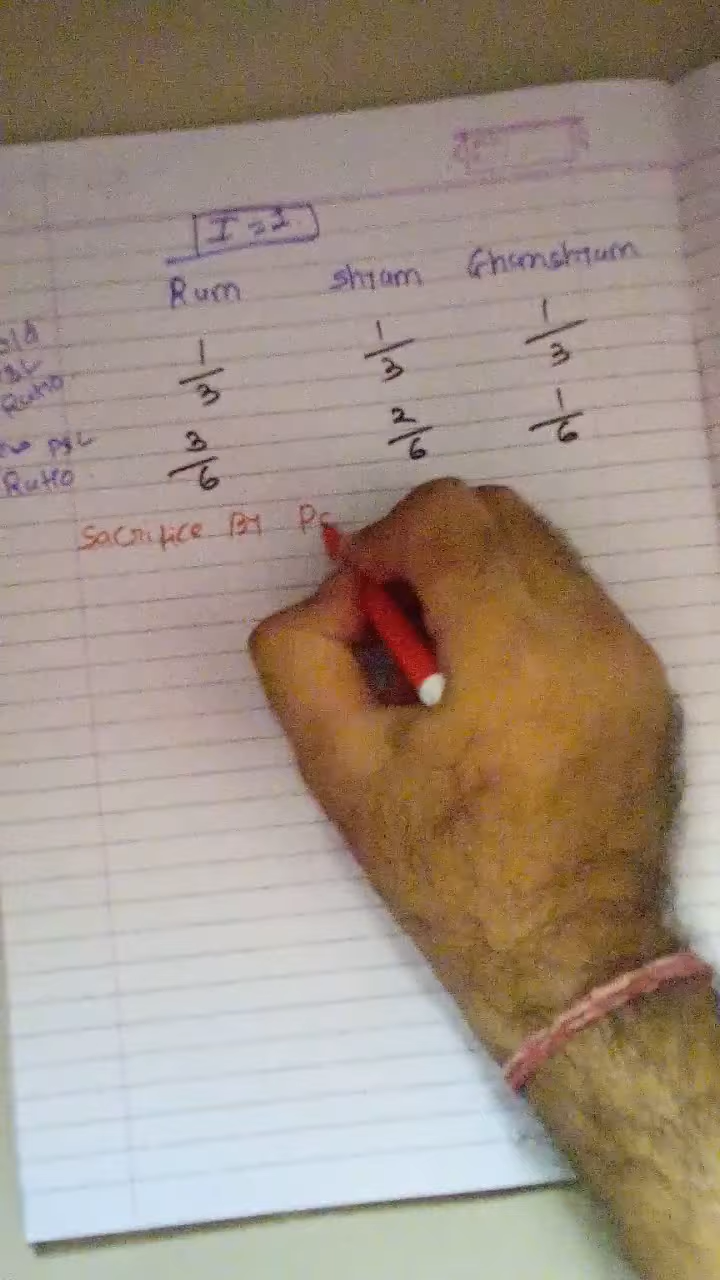 I = 1
Ram Shyam Ghanshyam
Old
Ratio
1/3 1/3 1/3
Ratio
3/6 2/6 1/6
Sacrifice By